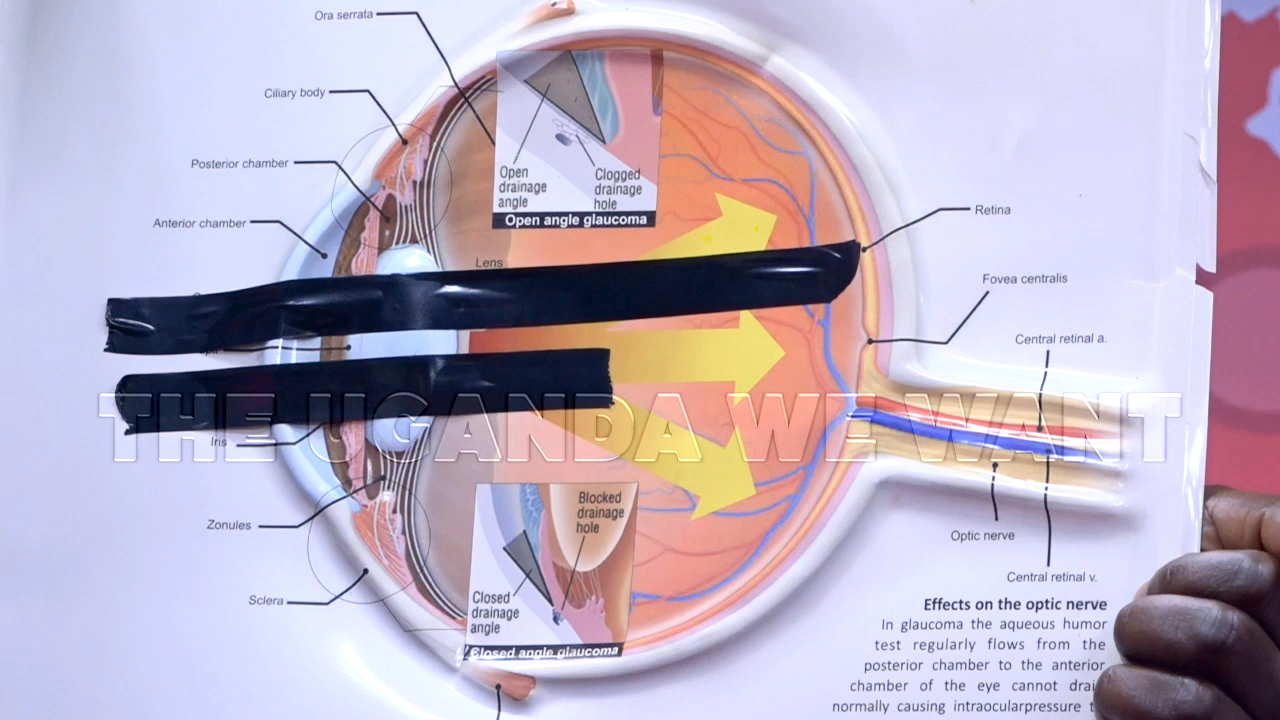 Ora serrata
Ciliary body
Posterior chamber
Anterior chamber
Open
drainage
angle
Clogged
drainage
hole
Open angle glaucoma
Lens
Retina
Fovea centralis
Central retinal a.
THE UGANDA WE WANT
Iris
Zonules
Sclera
Blocked
drainage
hole
Closed
drainage
angle
Closed angle glaucoma
Optic nerve
Central retinal v.
Effects on the optic nerve
In glaucoma the aqueous humor
test regularly flows from the
posterior chamber to the anterior
chamber of the eye cannot
normally causing intraocularpressure